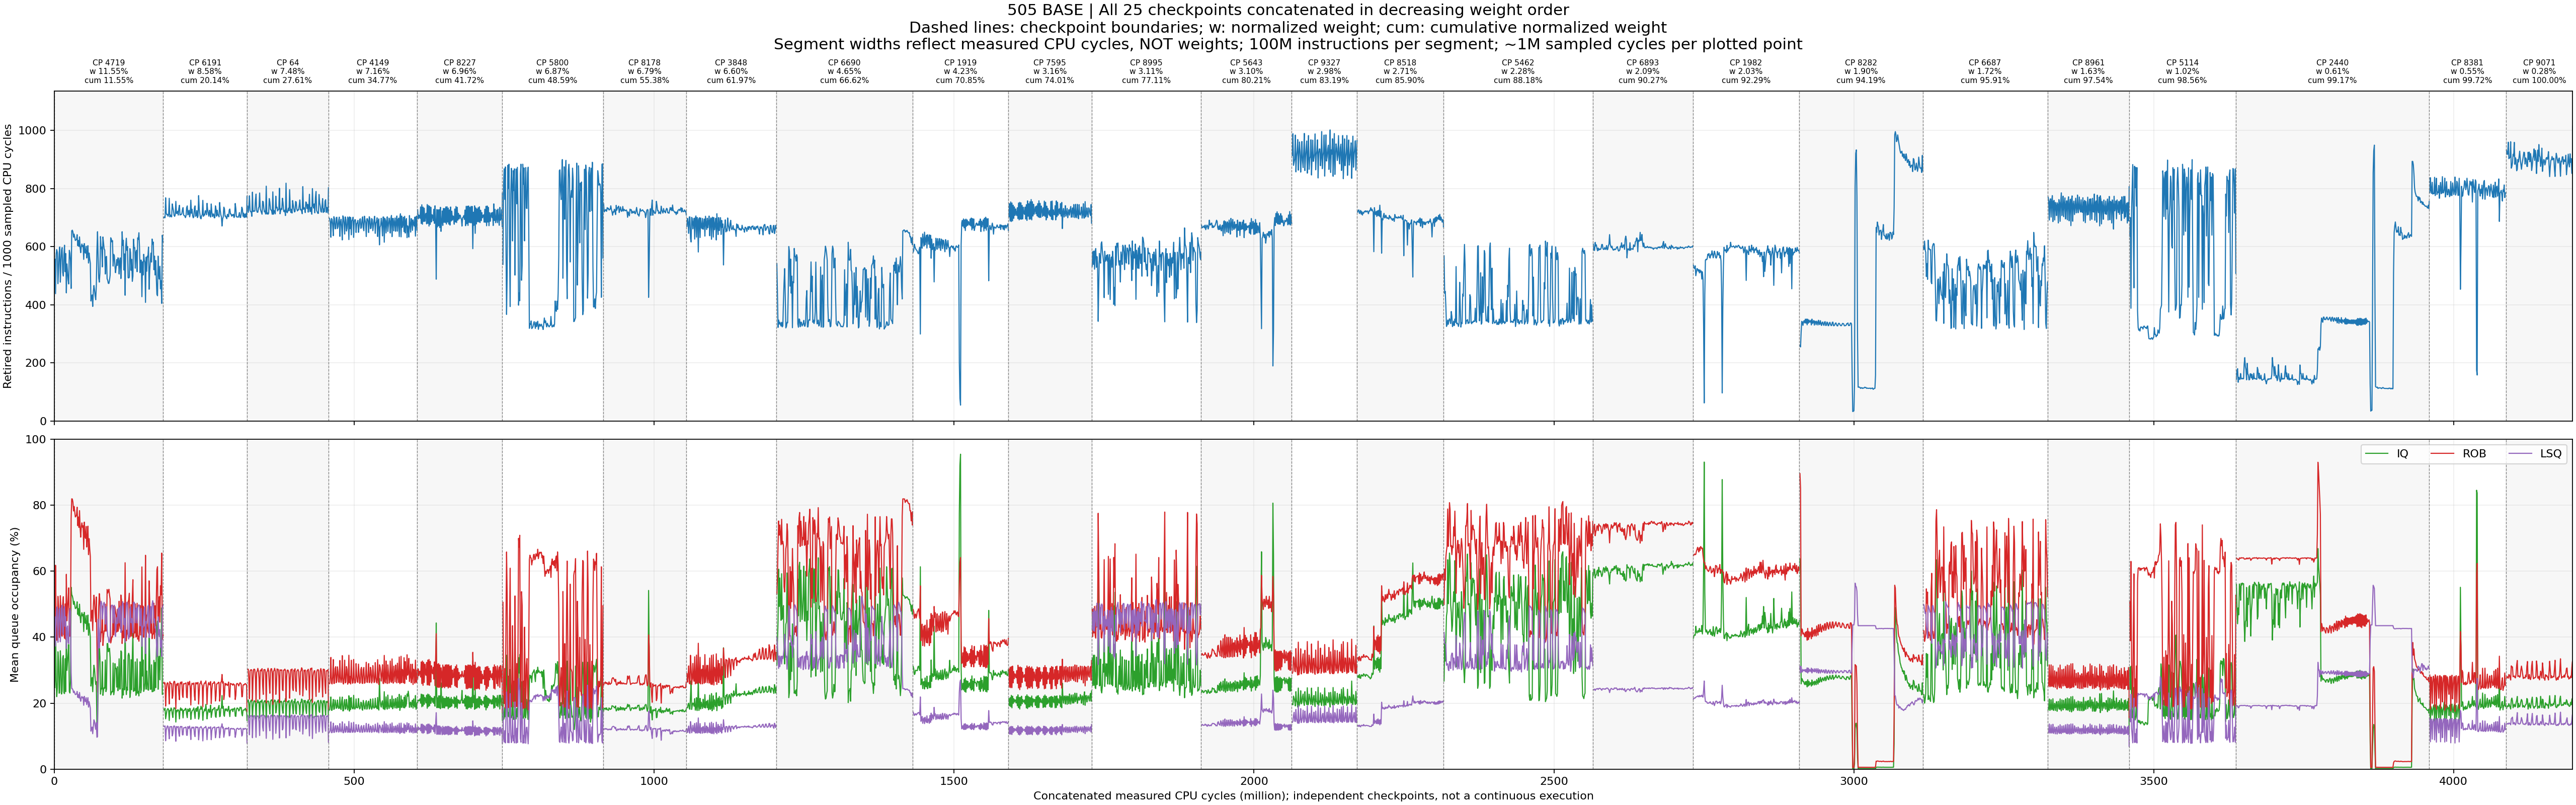 505 BASE | All 25 checkpoints concatenated in decreasing weight order
Dashed lines: checkpoint boundaries; w: normalized weight; cum: cumulative normalized weight
Segment widths reflect measured CPU cycles, NOT weights; 100M instructions per segment; ~1M sampled cycles per plotted point
CP 4719
w 11.55%
cum 11.55%
CP 6191
w 8.58%
cum 20.14%
CP 64
w 7.48%
cum 27.61%
CP 4149
w 7.16%
cum 34.77%
CP 8227
w 6.96%
cum 41.72%
CP 5800
w 6.87%
cum 48.59%
CP 8178
w 6.79%
cum 55.38%
CP 3848
w 6.60%
cum 61.97%
CP 6690
w 4.65%
cum 66.62%
CP 1919
w 4.23%
cum 70.85%
CP 7595
w 3.16%
cum 74.01%
CP 8995
w 3.11%
cum 77.11%
CP 5643
w 3.10%
cum 80.21%
CP 9327
w 2.98%
cum 83.19%
CP 8518
w 2.71%
cum 85.90%
CP 5462
w 2.28%
cum 88.18%
CP 6893
w 2.09%
cum 90.27%
CP 1982
w 2.03%
cum 92.29%
CP 8282
w 1.90%
cum 94.19%
CP 6687
w 1.72%
cum 95.91%
CP 8961
w 1.63%
cum 97.54%
CP 5114
w 1.02%
cum 98.56%
CP 2440
w 0.61%
cum 99.17%
CP 8381
w 0.55%
cum 99.72%
CP 9071
w 0.28%
cum 100.00%
Retired instructions / 1000 sampled CPU cycles
1000
800
600
400
200
0
Mean queue occupancy (%)
100
80
60
40
20
0
IQ
ROB
LSQ
0
500
1000
1500
2000
2500
3000
3500
4000
Concatenated measured CPU cycles (million); independent checkpoints, not a continuous execution